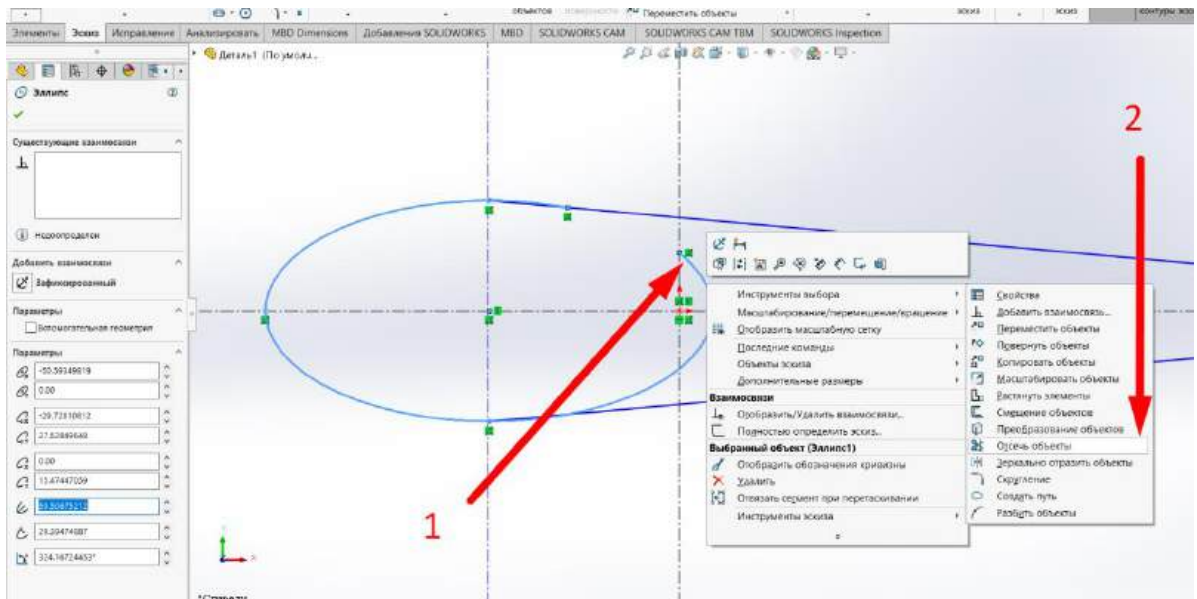 Переместить объекты
Элементы Эскиз Исправление Анализировать MBD Dimensions Добавления SOLIDWORKS MBD SOLIDWORKS CAM SOLIDWORKS CAM TBM SOLIDWORKS Inspection
Деталь1 (По умолч...
Эллипс
Существующие взаимосвязи
Недоопределен
Добавить взаимосвязи
Зафиксированный
Параметры
Вспомогательная геометрия
Параметры
0.00
0.00
1
2
Инструменты выбора
Масштабирование/перемещение/вращение
Отобразить масштабную сетку
Последние команды
Объекты эскиза
Дополнительные размеры
Взаимосвязи
Отобразить/Удалить взаимосвязи...
Полностью определить эскиз...
Выбранный объект (Эллипс1)
Отобразить обозначения кривизны
Удалить
Отвязать сегмент при перетаскивании
Инструменты эскиза
Свойства
Добавить взаимосвязь...
Переместить объекты
Повернуть объекты
Копировать объекты
Масштабировать объекты
Растянуть элементы
Смещение объектов
Преобразование объектов
Отсечь объекты
Зеркально отразить объекты
Скругление
Создать путь
Разбить объекты